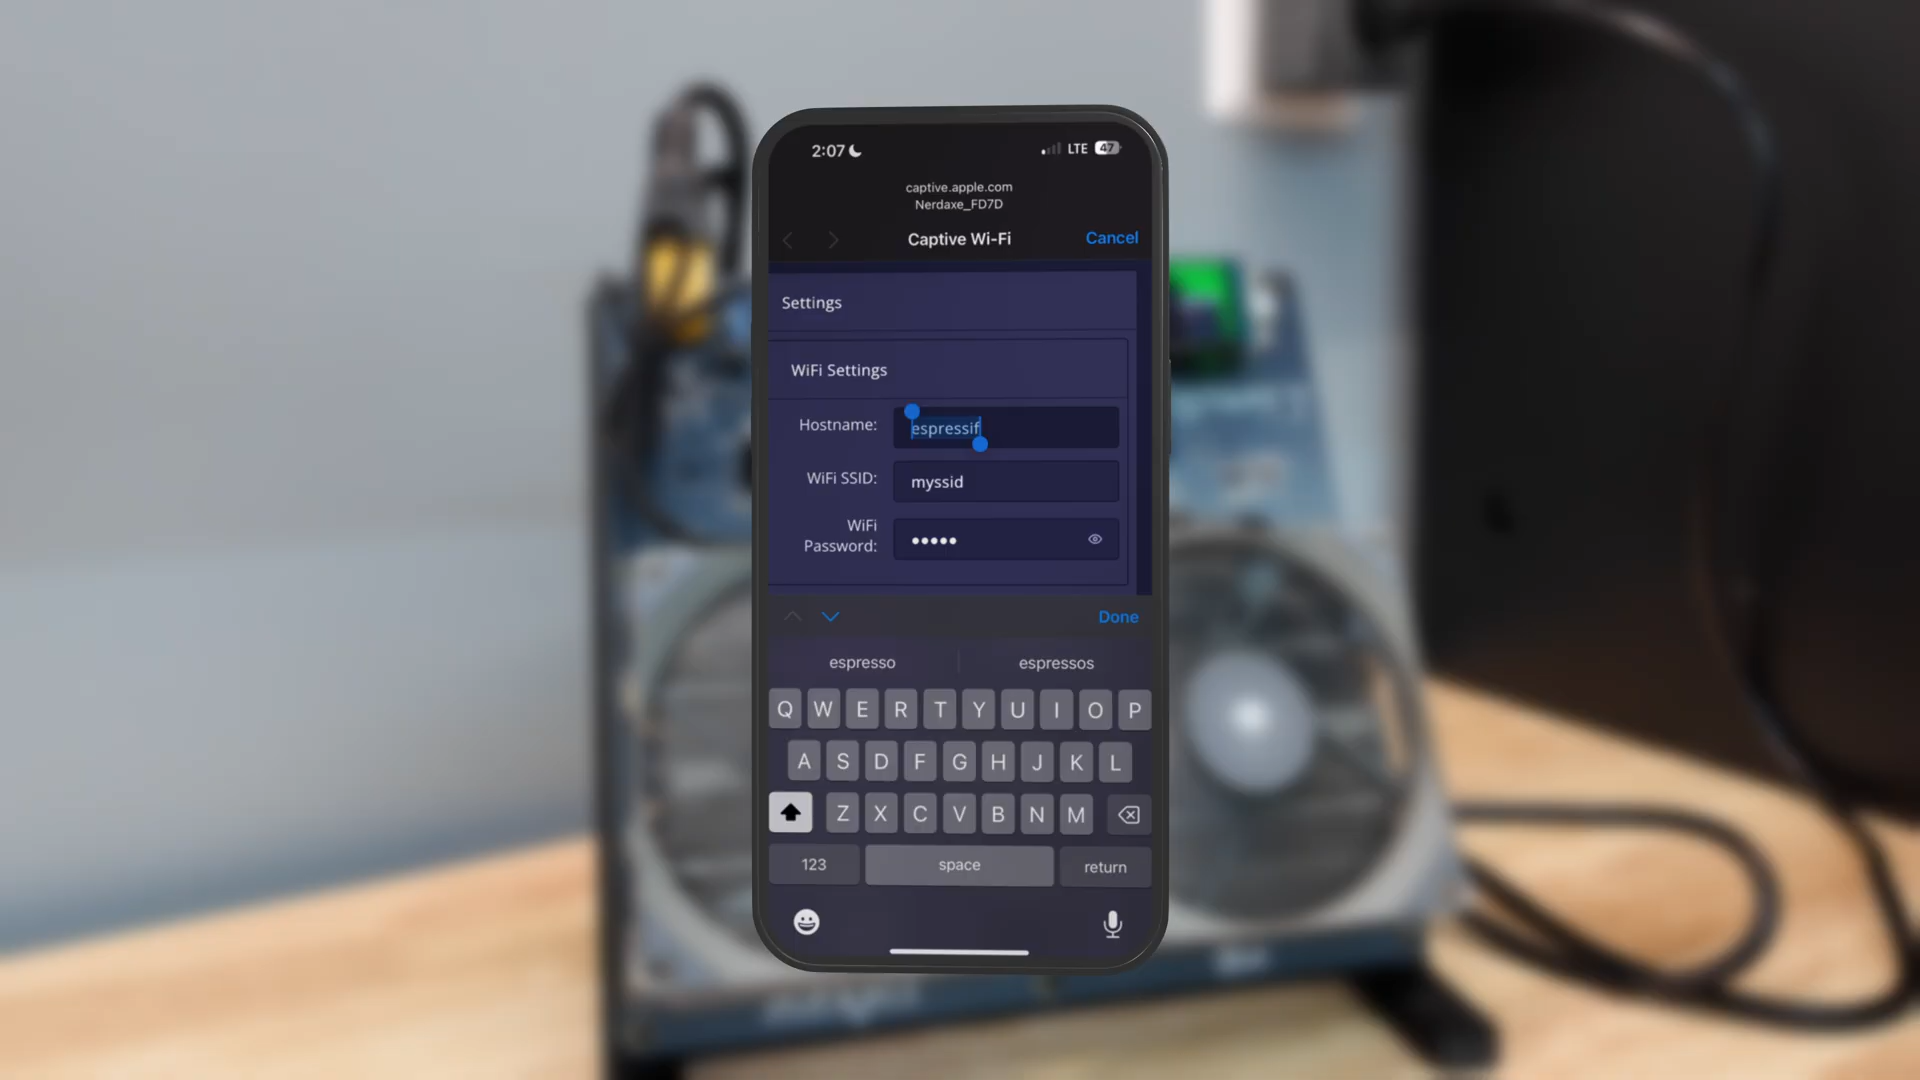 2:07
LTE 47
captive.apple.com
Nerdaxe_FD7D
Captive Wi-Fi
Cancel
Settings
WiFi Settings
Hostname: espressif
WiFi SSID: myssid
WiFi
Password: •••••
Done
espresso espressos
Q W E R T Y U I O P
A S D F G H J K L
Z X C V B N M
123 space return